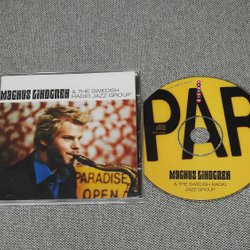 MAGNUS LINDGREN
& THE SWEDISH
RADIO JAZZ GROUP
PARADISE
OPEN
PAR
MAGNUS LINDGREN
& THE SWEDISH RADIO
JAZZ GROUP